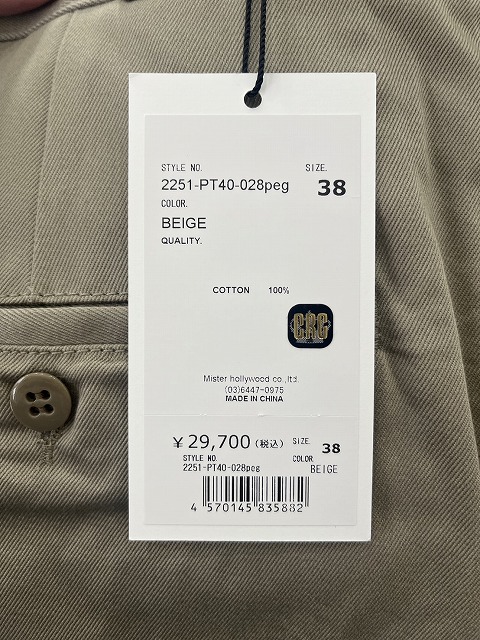 STYLE NO. SIZE.
2251-PT40-028peg 38
COLOR.
BEIGE
QUALITY.
COTTON 100%
CRG
Mister hollywood co.,ltd.
(03)6447-0975
MADE IN CHINA
¥29,700(税込) SIZE. 38
STYLE NO. COLOR.
2251-PT40-028peg BEIGE
4 570145 835882